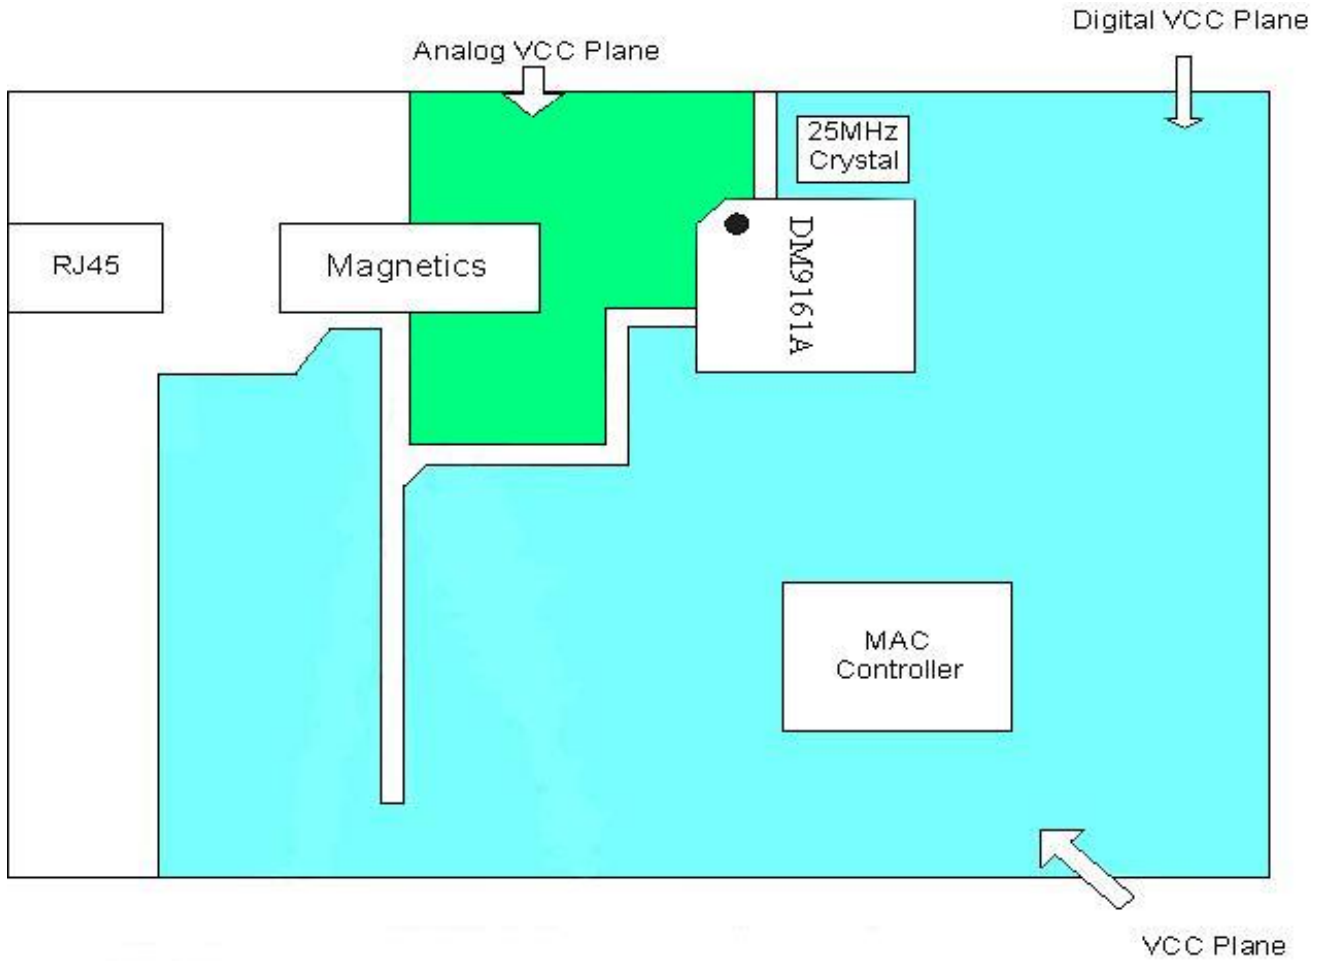 Digital VCC Plane
Analog VCC Plane
25MHz
Crystal
RJ45
Magnetics
DM9161A
MAC
Controller
VCC Plane